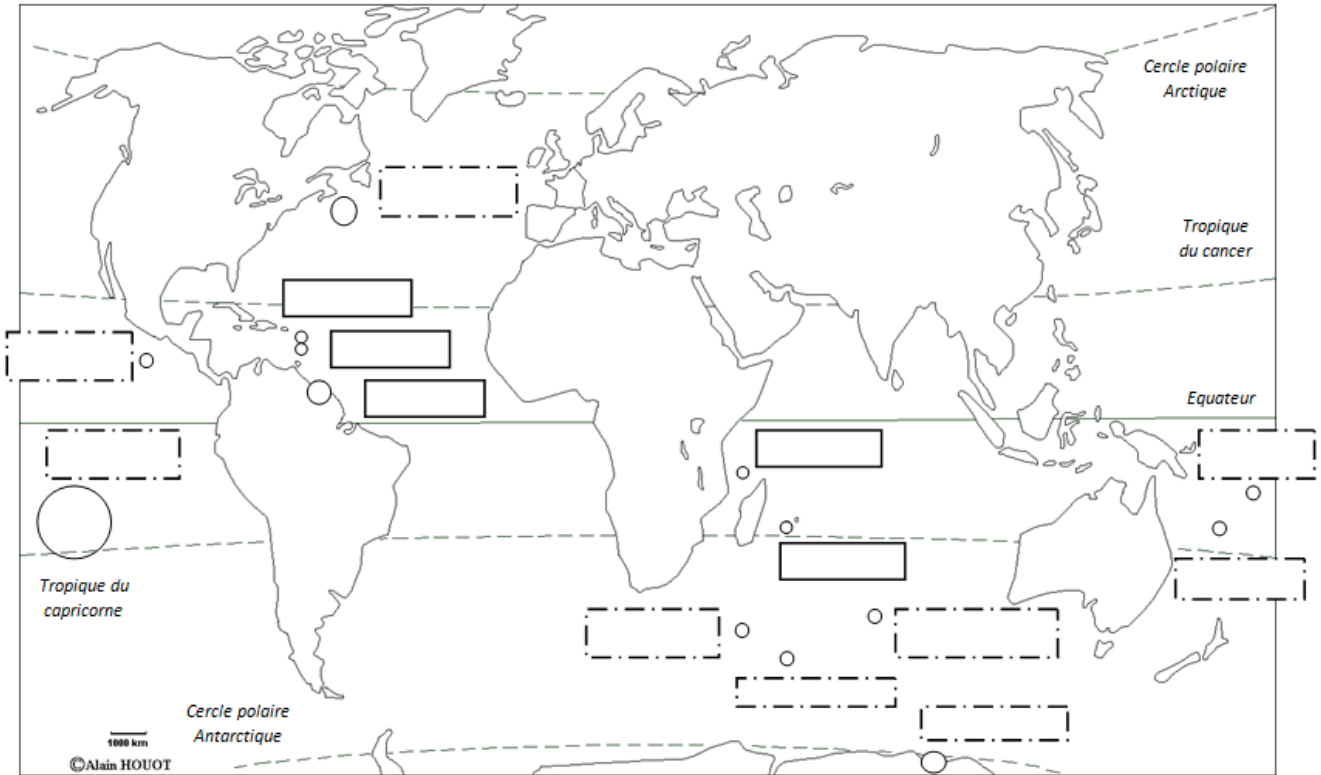 Cercle polaire
Arctique
Tropique
du cancer
Equateur
Tropique du
capricorne
Cercle polaire
Antarctique
1000 km
©Alain HOUOT